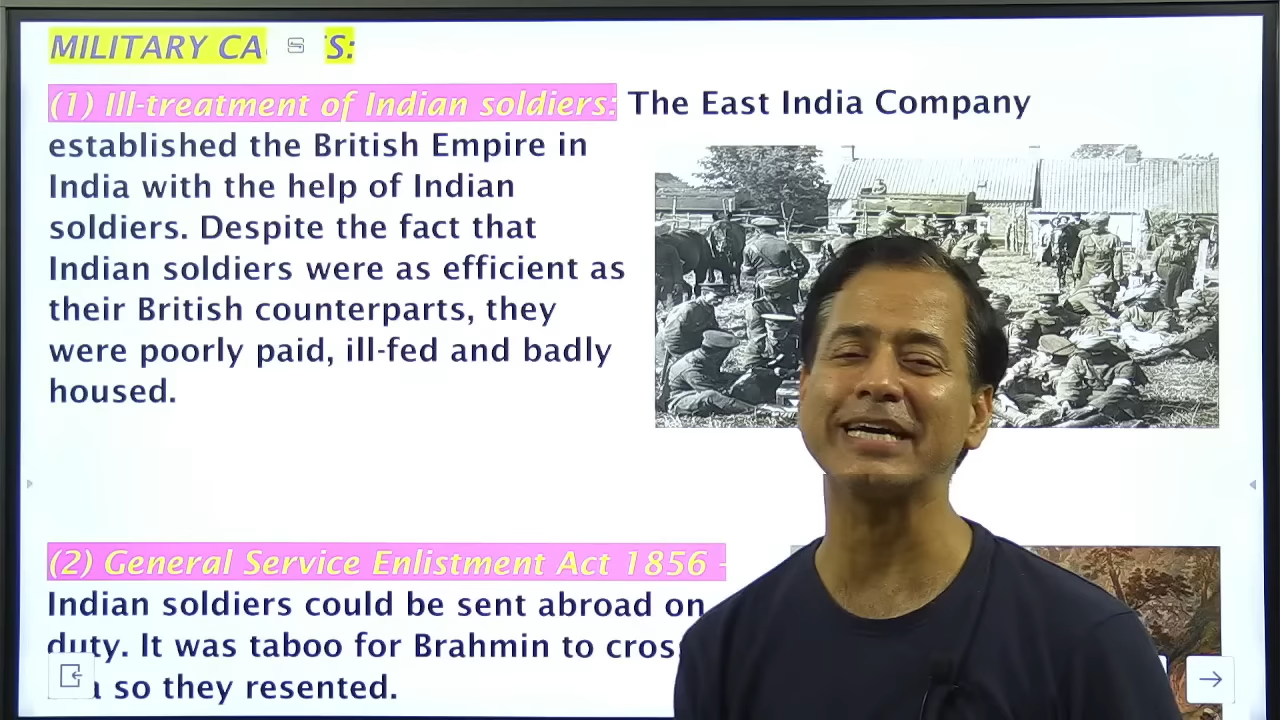 MILITARY CA S:
(1) Ill-treatment of Indian soldiers: The East India Company
established the British Empire in
India with the help of Indian
soldiers. Despite the fact that
Indian soldiers were as efficient as
their British counterparts, they
were poorly paid, ill-fed and badly
housed.
(2) General Service Enlistment Act 1856 -
Indian soldiers could be sent abroad on
duty. It was taboo for Brahmin to cros
so they resented.